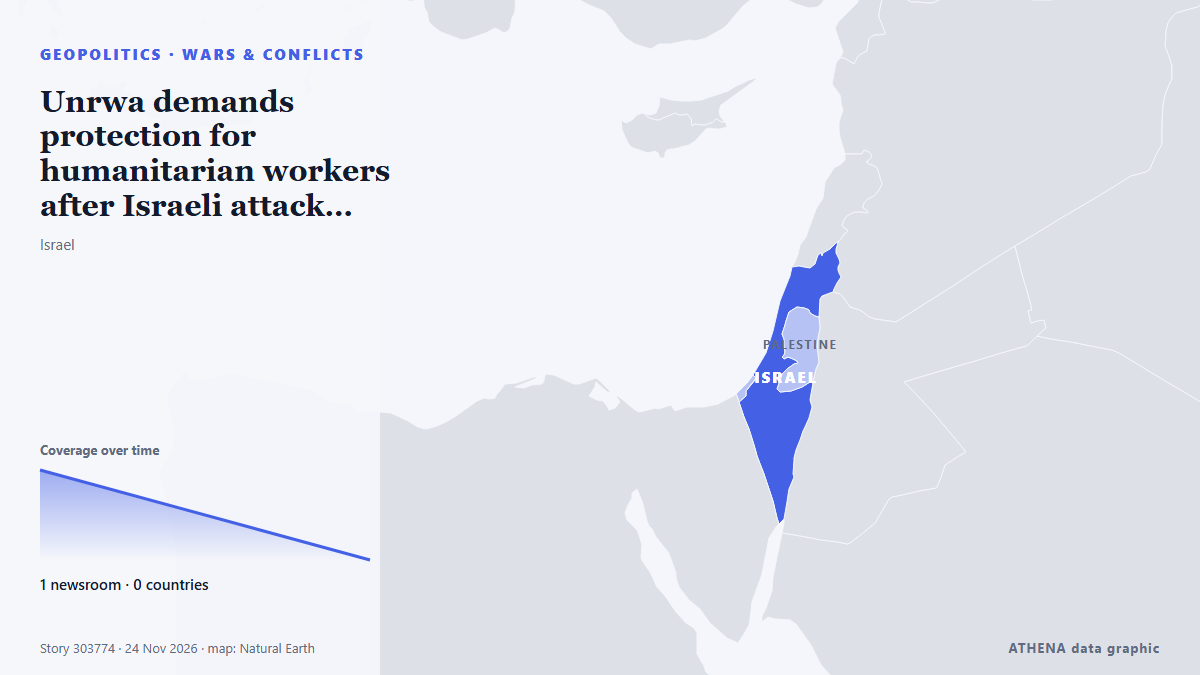 GEOPOLITICS · WARS & CONFLICTS
Unrwa demands
protection for
humanitarian workers
after Israeli attack...
Israel
PALESTINE
ISRAEL
Coverage over time
1 newsroom · 0 countries
Story 303774 · 24 Nov 2026 · map: Natural Earth
ATHENA data graphic